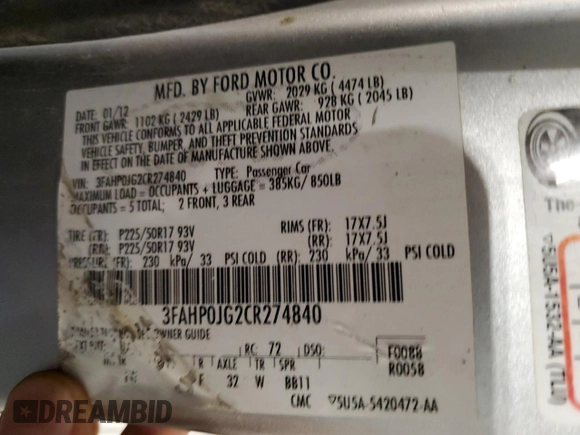 MFD. BY FORD MOTOR CO.
DATE: 01/12 GVWR: 2029 KG ( 4474 LB)
FRONT GAWR: 1102 KG ( 2429 LB) REAR GAWR: 928 KG ( 2045 LB)
THIS VEHICLE CONFORMS TO ALL APPLICABLE FEDERAL MOTOR
VEHICLE SAFETY, BUMPER, AND THEFT PREVENTION STANDARDS
IN EFFECT ON THE DATE OF MANUFACTURE SHOWN ABOVE.
VIN: 3FAHP0JG2CR274840 TYPE: Passenger Car
MAXIMUM LOAD = OCCUPANTS + LUGGAGE = 385KG/ 850LB
OCCUPANTS = 5 TOTAL; 2 FRONT, 3 REAR
TIRE (FR): P225/50R17 93V RIMS (FR): 17X7.5J
(RR): P225/50R17 93V (RR): 17X7.5J
PRESSURE (FR): 230 kPa/ 33 PSI COLD (RR): 230 kPa/ 33 PSI COLD
3FAHP0JG2CR274840
OWNER GUIDE
RC: 72 DSO: F0088
R0058
R AXLE TR SPR
32 W BB11
CMC 5U5A-5420472-AA
The
5U5A-15324AA (TLU)
DREAMBID